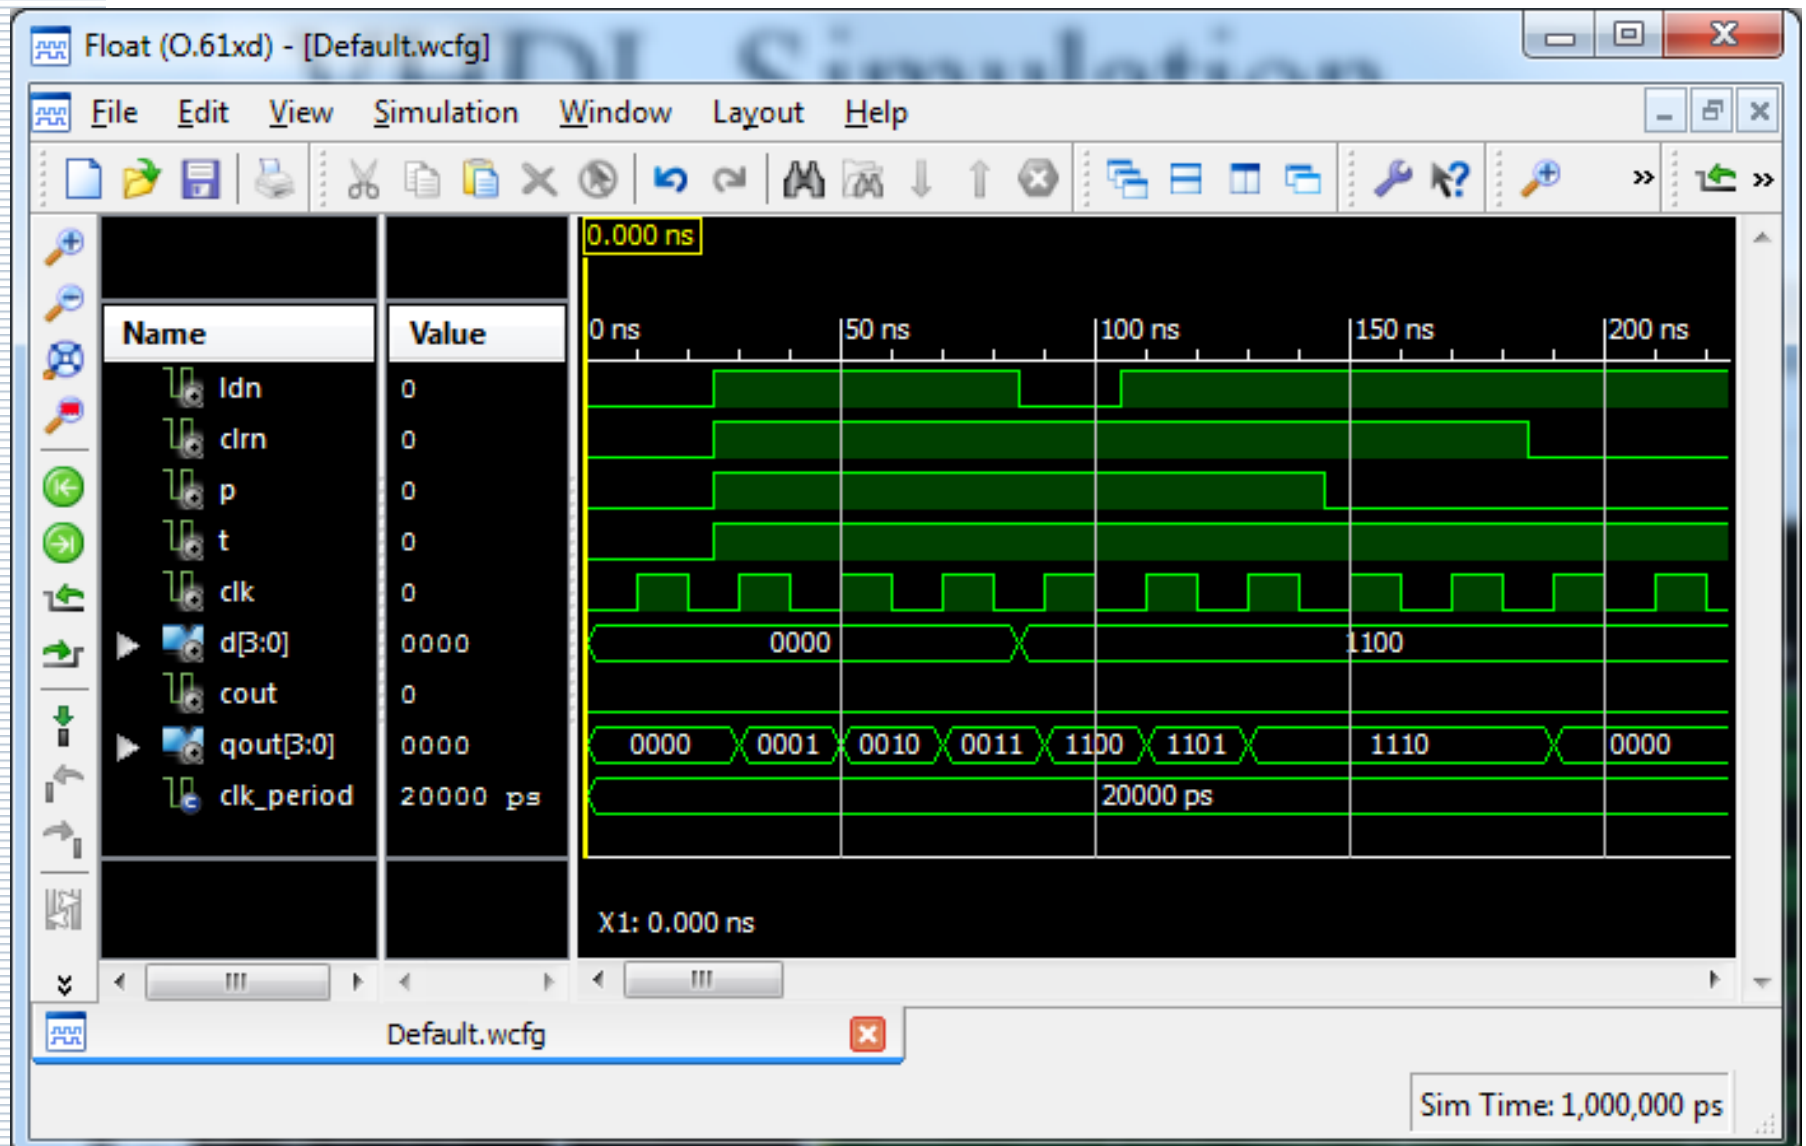 VHDL Simulation
Float (O.61xd) - [Default.wcfg]
File Edit View Simulation Window Layout Help
0.000 ns
Name Value 0 ns 50 ns 100 ns 150 ns 200 ns
ldn 0
clrn 0
p 0
t 0
clk 0
d[3:0] 0000 0000 1100
cout 0
qout[3:0] 0000 0000 0001 0010 0011 1100 1101 1110 0000
clk_period 20000 ps 20000 ps
X1: 0.000 ns
Default.wcfg
Sim Time: 1,000,000 ps